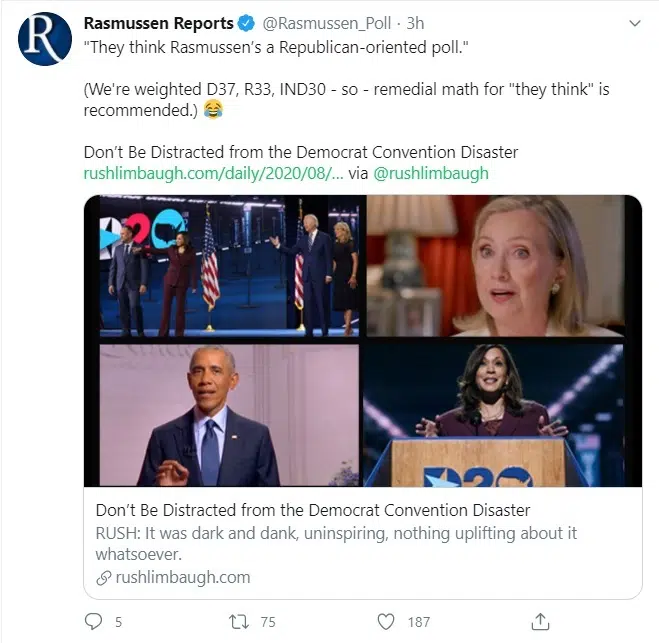 R
Rasmussen Reports @Rasmussen_Poll · 3h
"They think Rasmussen's a Republican-oriented poll."
(We're weighted D37, R33, IND30 - so - remedial math for "they think" is
recommended.) 😂
Don't Be Distracted from the Democrat Convention Disaster
rushlimbaugh.com/daily/2020/08/... via @rushlimbaugh
D20
Don't Be Distracted from the Democrat Convention Disaster
RUSH: It was dark and dank, uninspiring, nothing uplifting about it
whatsoever.
rushlimbaugh.com
5 75 187